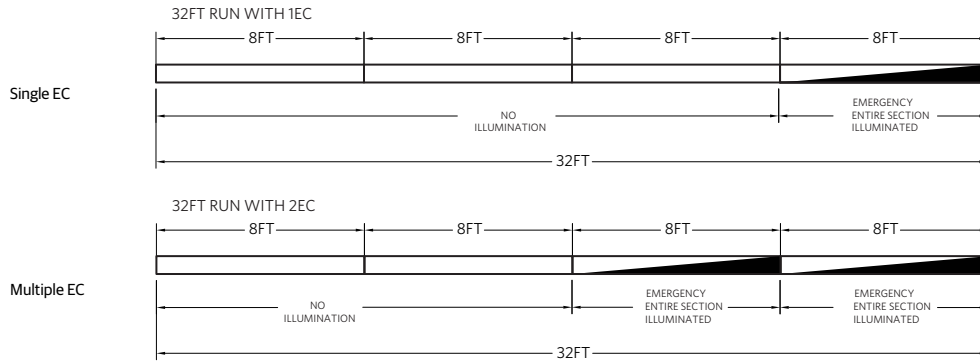 32FT RUN WITH 1EC
8FT 8FT 8FT 8FT
Single EC
NO
ILLUMINATION
EMERGENCY
ENTIRE SECTION
ILLUMINATED
32FT
32FT RUN WITH 2EC
8FT 8FT 8FT 8FT
Multiple EC
NO
ILLUMINATION
EMERGENCY
ENTIRE SECTION
ILLUMINATED
EMERGENCY
ENTIRE SECTION
ILLUMINATED
32FT